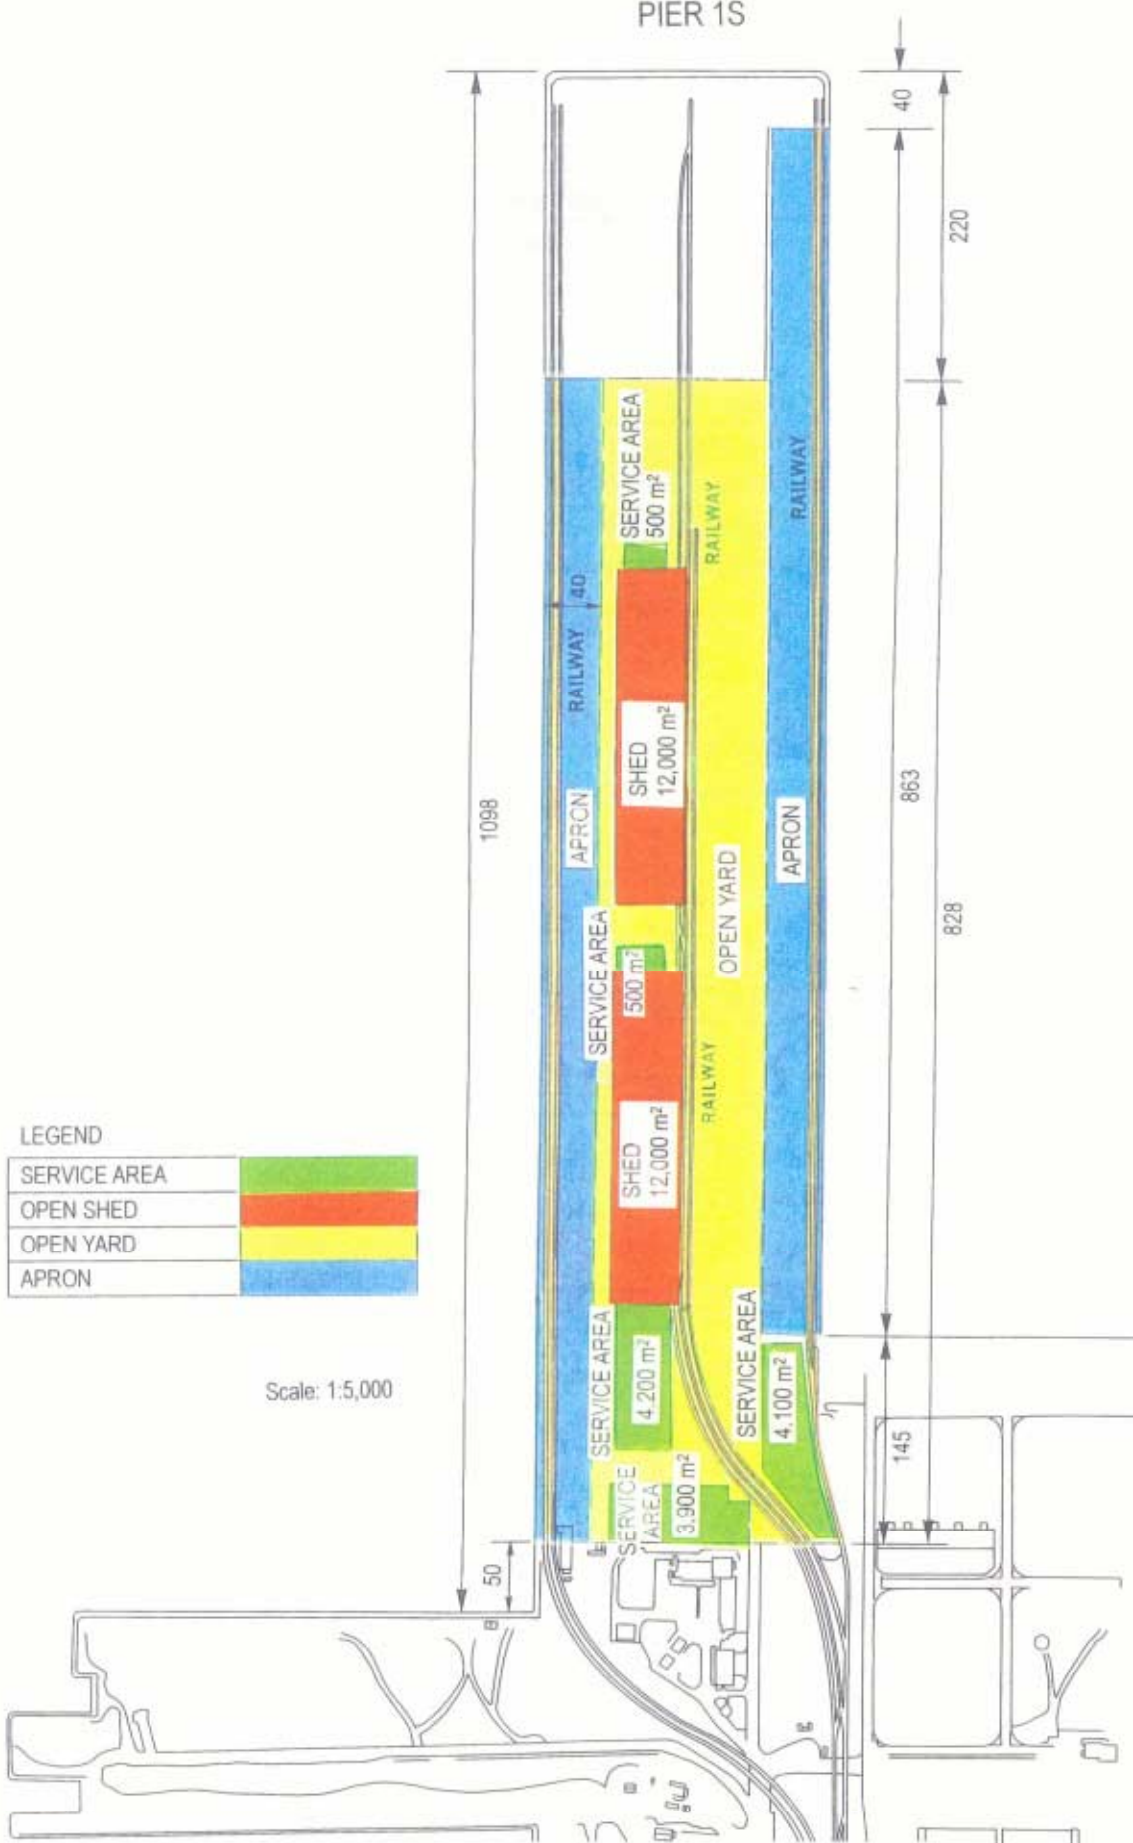 PIER 1S
40
220
SERVICE AREA
500 m²
RAILWAY
RAILWAY
40
RAILWAY
SHED
12,000 m²
1098
APRON
863
APRON
OPEN YARD
828
SERVICE AREA
500 m²
RAILWAY
SHED
12,000 m²
LEGEND
SERVICE AREA
OPEN SHED
OPEN YARD
APRON
Scale: 1:5,000
SERVICE AREA
4.200 m²
SERVICE AREA
4.100 m²
145
SERVICE
AREA
3.900 m²
50